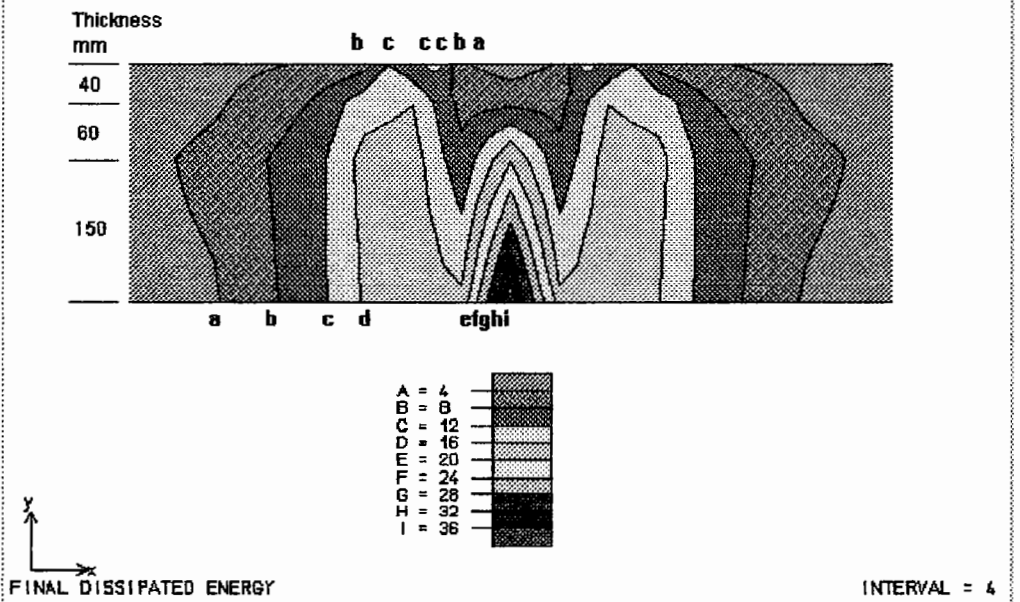 Thickness
mm
b c c c b a
40
60
150
a b c d efghi
A = 4
B = 8
C = 12
D = 16
E = 20
F = 24
G = 28
H = 32
I = 36
y
x
FINAL DISSIPATED ENERGY INTERVAL = 4